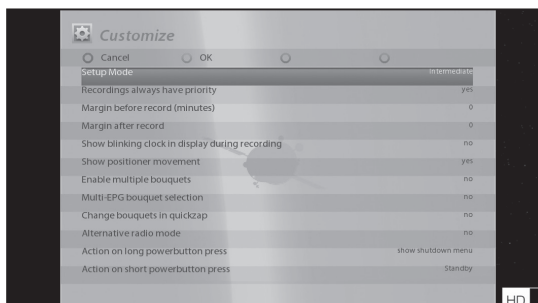 Customize
Cancel OK
Setup Mode Intermediate
Recordings always have priority yes
Margin before record (minutes) 0
Margin after record 0
Show blinking clock in display during recording no
Show positioner movement yes
Enable multiple bouquets no
Multi-EPG bouquet selection no
Change bouquets in quickzap no
Alternative radio mode no
Action on long powerbutton press show shutdown menu
Action on short powerbutton press Standby
HD